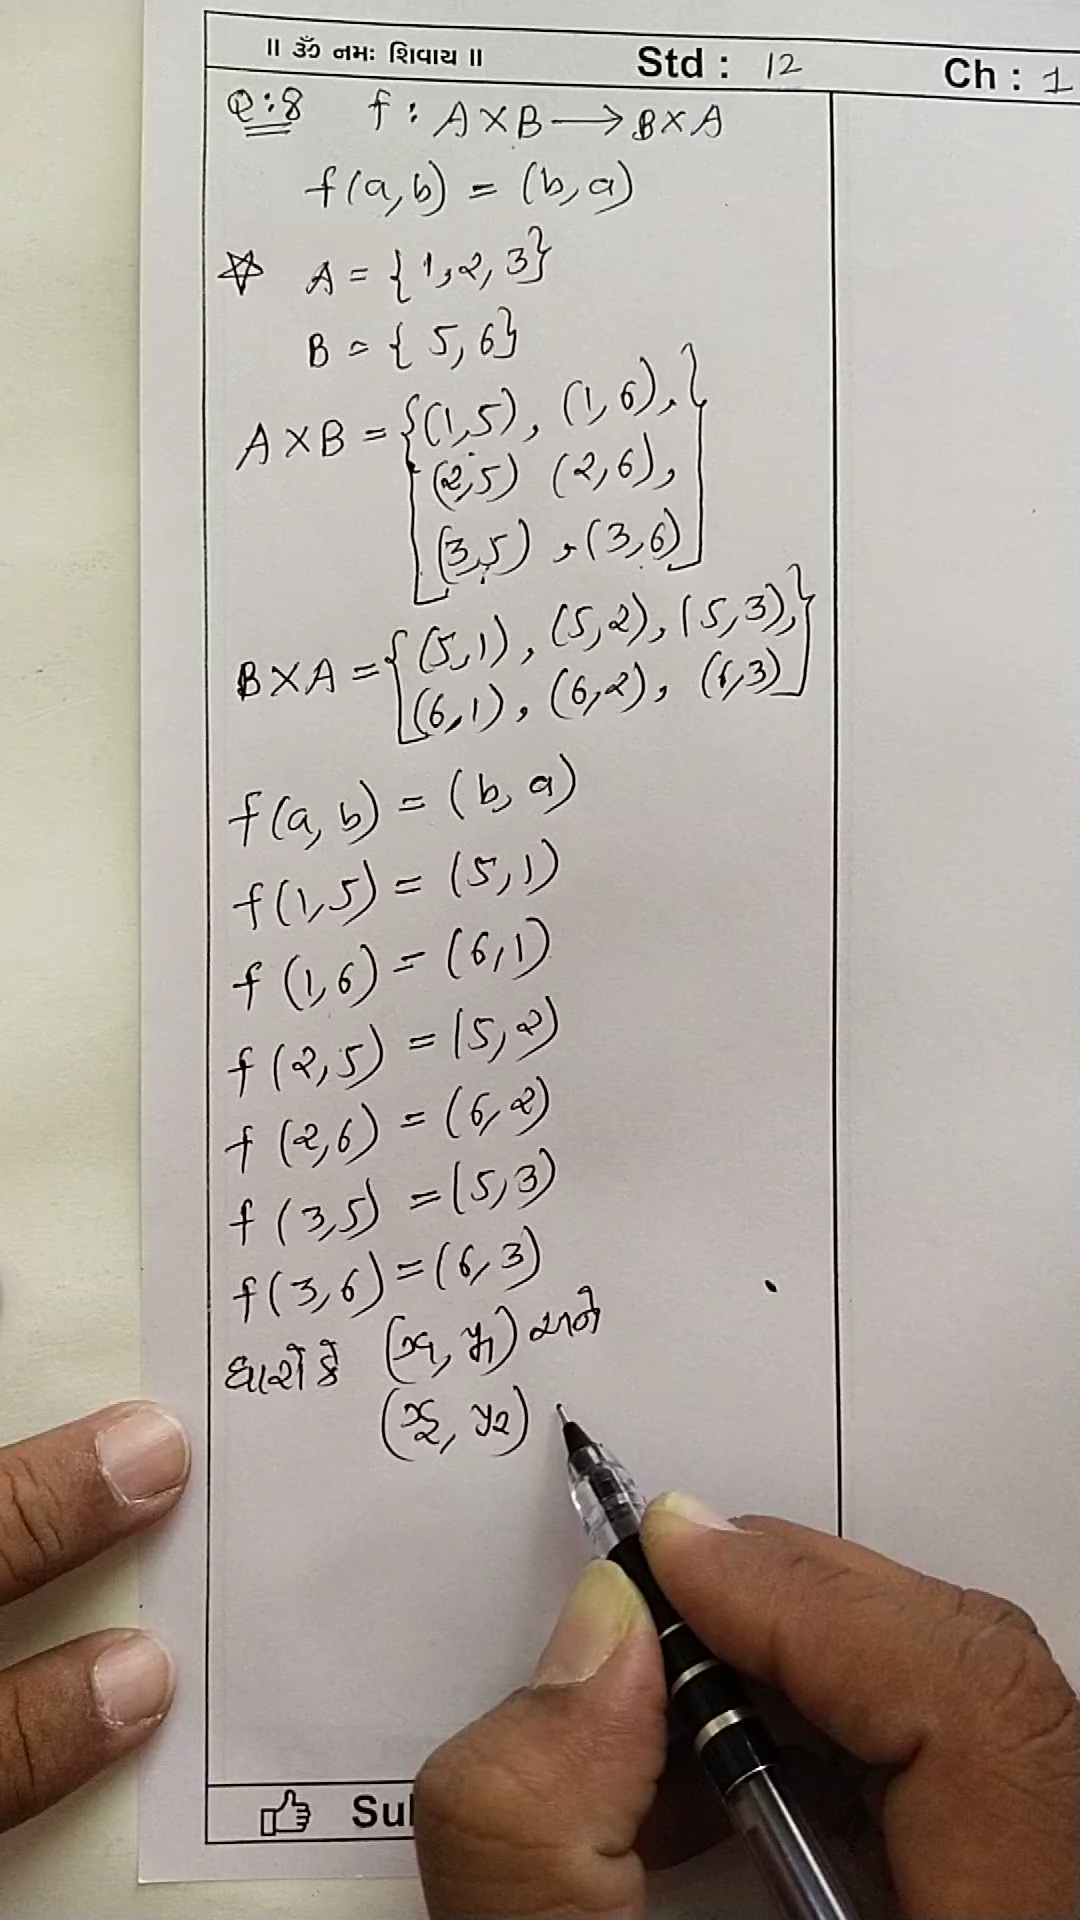 ॥ ૐ નમઃ શિવાય ॥ Std : 12 Ch : 1
Q:8 f : A×B ⟶ B×A
f(a,b) = (b,a)
☆ A = {1,2,3}
B = {5,6}
A×B = {(1,5), (1,6),
(2,5) (2,6),
(3,5), (3,6)}
B×A = {(5,1), (5,2), (5,3),
(6,1), (6,2), (6,3)}
f(a,b) = (b,a)
f(1,5) = (5,1)
f(1,6) = (6,1)
f(2,5) = (5,2)
f(2,6) = (6,2)
f(3,5) = (5,3)
f(3,6) = (6,3)
ધારો કે (x₁, y₁) અને
(x₂, y₂)